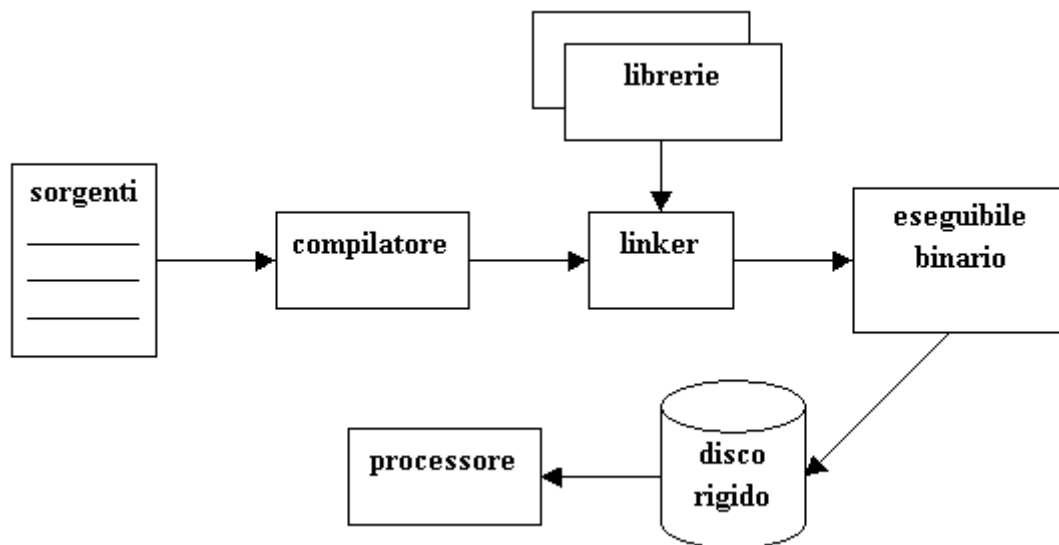 librerie
sorgenti
compilatore
linker
eseguibile
binario
processore
disco
rigido